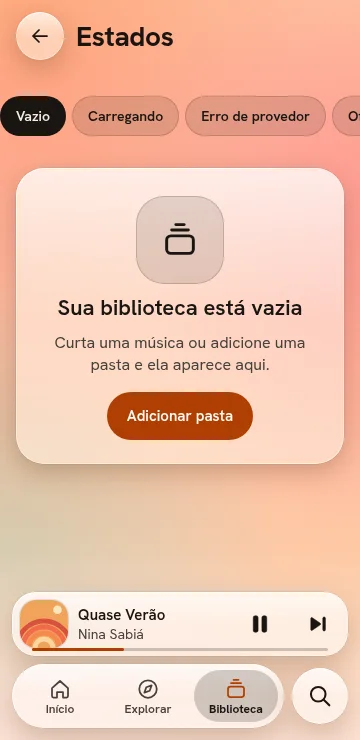 Estados
Vazio
Carregando
Erro de provedor
Sua biblioteca está vazia
Curta uma música ou adicione uma
pasta e ela aparece aqui.
Adicionar pasta
Quase Verão
Nina Sabiá
Início
Explorar
Biblioteca